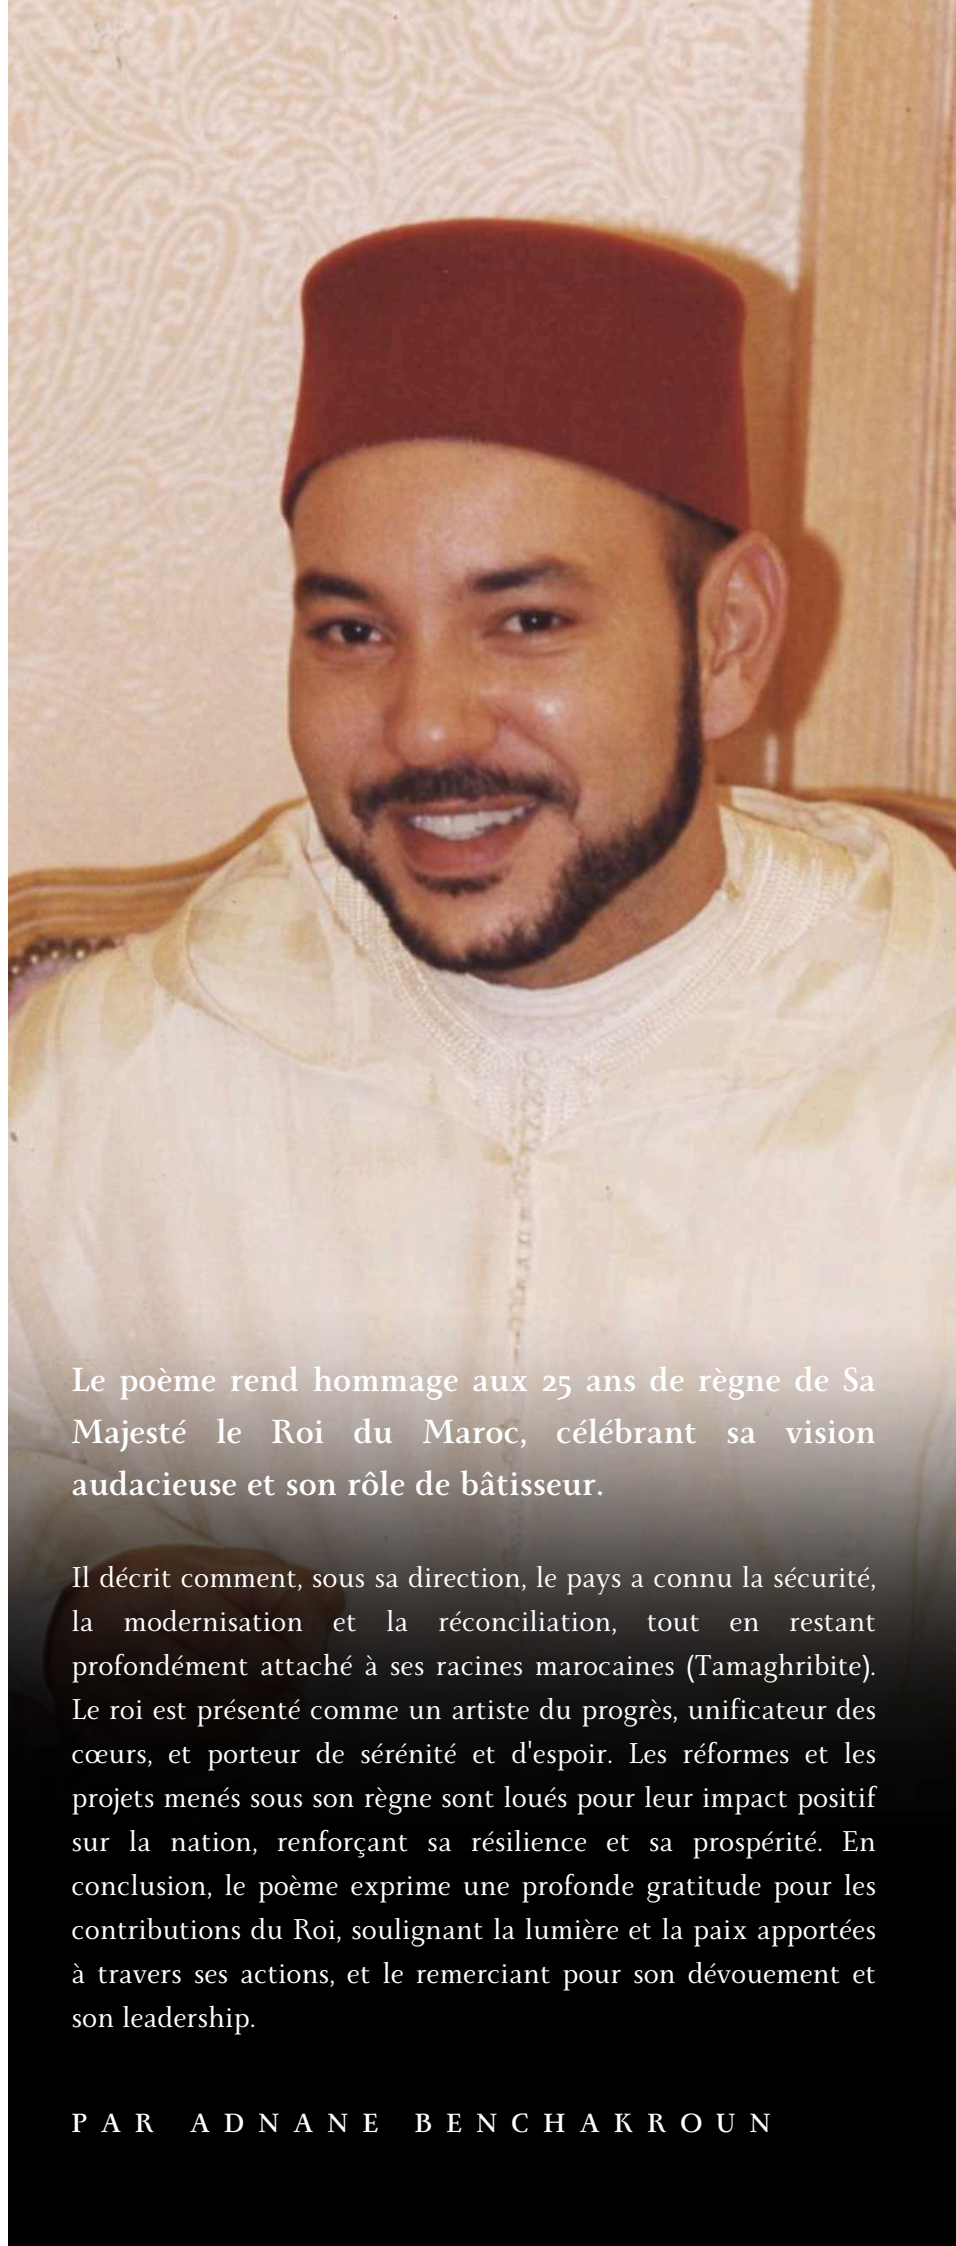 Le poème rend hommage aux 25 ans de règne de Sa
Majesté le Roi du Maroc, célébrant sa vision
audacieuse et son rôle de bâtisseur.
Il décrit comment, sous sa direction, le pays a connu la sécurité,
la modernisation et la réconciliation, tout en restant
profondément attaché à ses racines marocaines (Tamaghribite).
Le roi est présenté comme un artiste du progrès, unificateur des
cœurs, et porteur de sérénité et d'espoir. Les réformes et les
projets menés sous son règne sont loués pour leur impact positif
sur la nation, renforçant sa résilience et sa prospérité. En
conclusion, le poème exprime une profonde gratitude pour les
contributions du Roi, soulignant la lumière et la paix apportées
à travers ses actions, et le remerciant pour son dévouement et
son leadership.
PAR ADNANE BENCHAKROUN